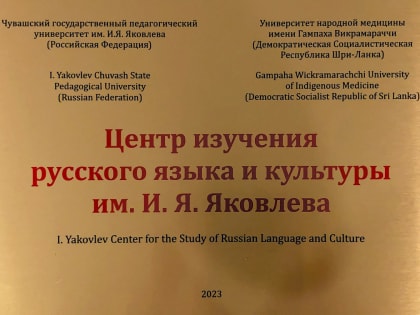 Чувашский государственный педагогический
университет им. И.Я. Яковлева
(Российская Федерация)
I. Yakovlev Chuvash State
Pedagogical University
(Russian Federation)
Университет народной медицины
имени Гампаха Викрамараччи
(Демократическая Социалистическая
Республика Шри-Ланка)
Gampaha Wickramarachchi University
of Indigenous Medicine
(Democratic Socialist Republic of Sri Lanka)
Центр изучения
русского языка и культуры
им. И. Я. Яковлева
I. Yakovlev Center for the Study of Russian Language and Culture
2023